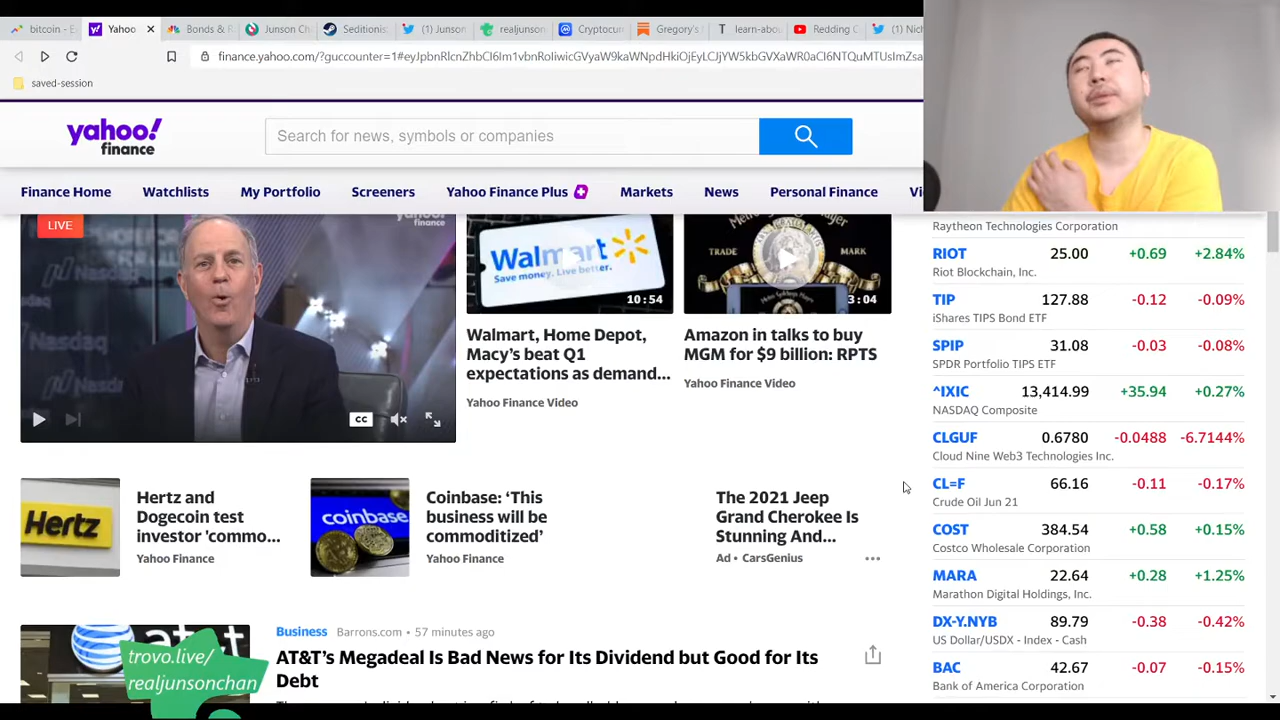 bitcoin - E
Yahoo
Bonds & R
Junson Ch
Seditionis
(1) Junson
realjunson
Cryptocur
Gregory's
learn-abou
Redding C
(1) Nich
saved-session
yahoo!
finance
Search for news, symbols or companies
Finance Home
Watchlists
My Portfolio
Screeners
Yahoo Finance Plus
Markets
News
Personal Finance
Vi
LIVE
yahoo!
finance
Nasdaq
CC
Walmart
Save money. Live better.
10:54
Walmart, Home Depot,
Macy's beat Q1
expectations as demand...
Yahoo Finance Video
TRADE
MARK
3:04
Amazon in talks to buy
MGM for $9 billion: RPTS
Yahoo Finance Video
Hertz
Hertz and
Dogecoin test
investor 'commo...
Yahoo Finance
coinbase
Coinbase: 'This
business will be
commoditized'
Yahoo Finance
The 2021 Jeep
Grand Cherokee Is
Stunning And...
Ad • CarsGenius
Business Barrons.com • 57 minutes ago
AT&T's Megadeal Is Bad News for Its Dividend but Good for Its
Debt
at&t
trovo.live/
realjunsonchan
Raytheon Technologies Corporation
RIOT 25.00 +0.69 +2.84%
Riot Blockchain, Inc.
TIP 127.88 -0.12 -0.09%
iShares TIPS Bond ETF
SPIP 31.08 -0.03 -0.08%
SPDR Portfolio TIPS ETF
^IXIC 13,414.99 +35.94 +0.27%
NASDAQ Composite
CLGUF 0.6780 -0.0488 -6.7144%
Cloud Nine Web3 Technologies Inc.
CL=F 66.16 -0.11 -0.17%
Crude Oil Jun 21
COST 384.54 +0.58 +0.15%
Costco Wholesale Corporation
MARA 22.64 +0.28 +1.25%
Marathon Digital Holdings, Inc.
DX-Y.NYB 89.79 -0.38 -0.42%
US Dollar/USDX - Index - Cash
BAC 42.67 -0.07 -0.15%
Bank of America Corporation